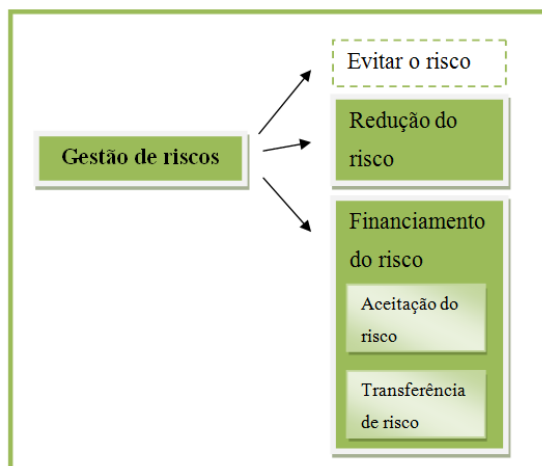 Evitar o risco
Redução do
risco
Gestão de riscos
Financiamento
do risco
Aceitação do
risco
Transferência
de risco